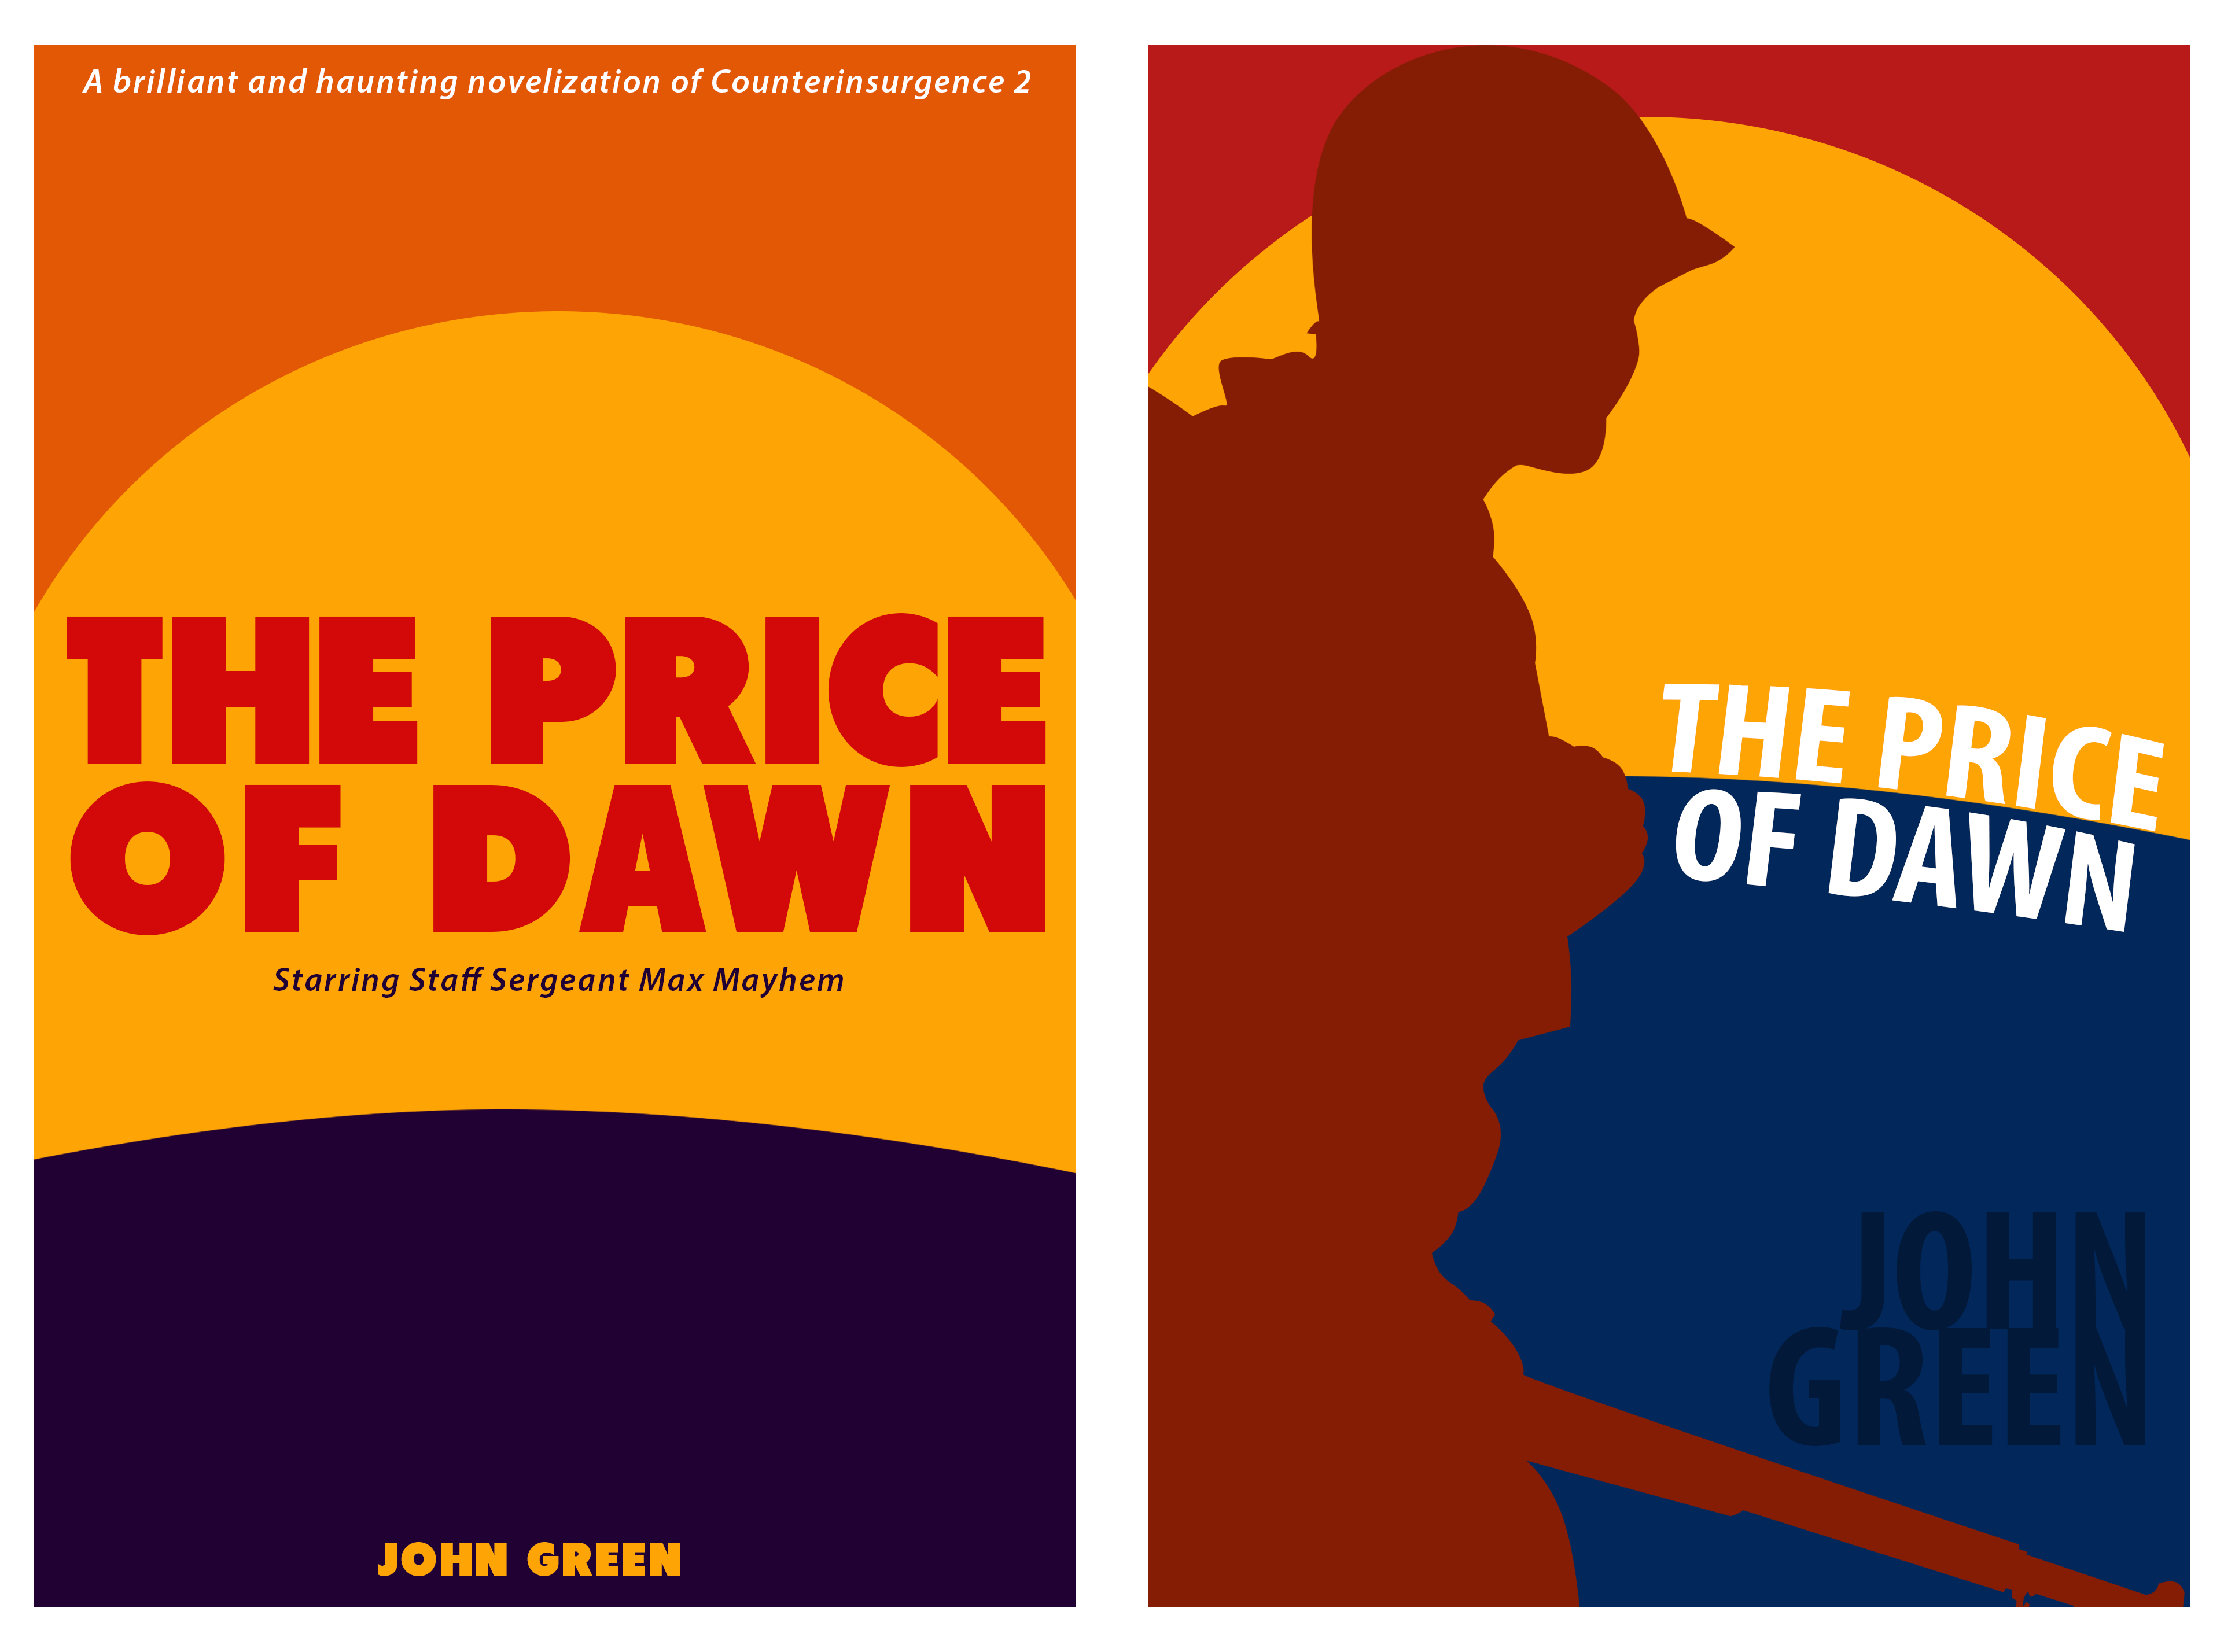 A brilliant and haunting novelization of Counterinsurgence 2
THE PRICE
OF DAWN
Starring Staff Sergeant Max Mayhem
JOHN GREEN
THE PRICE
OF DAWN
JOHN
GREEN